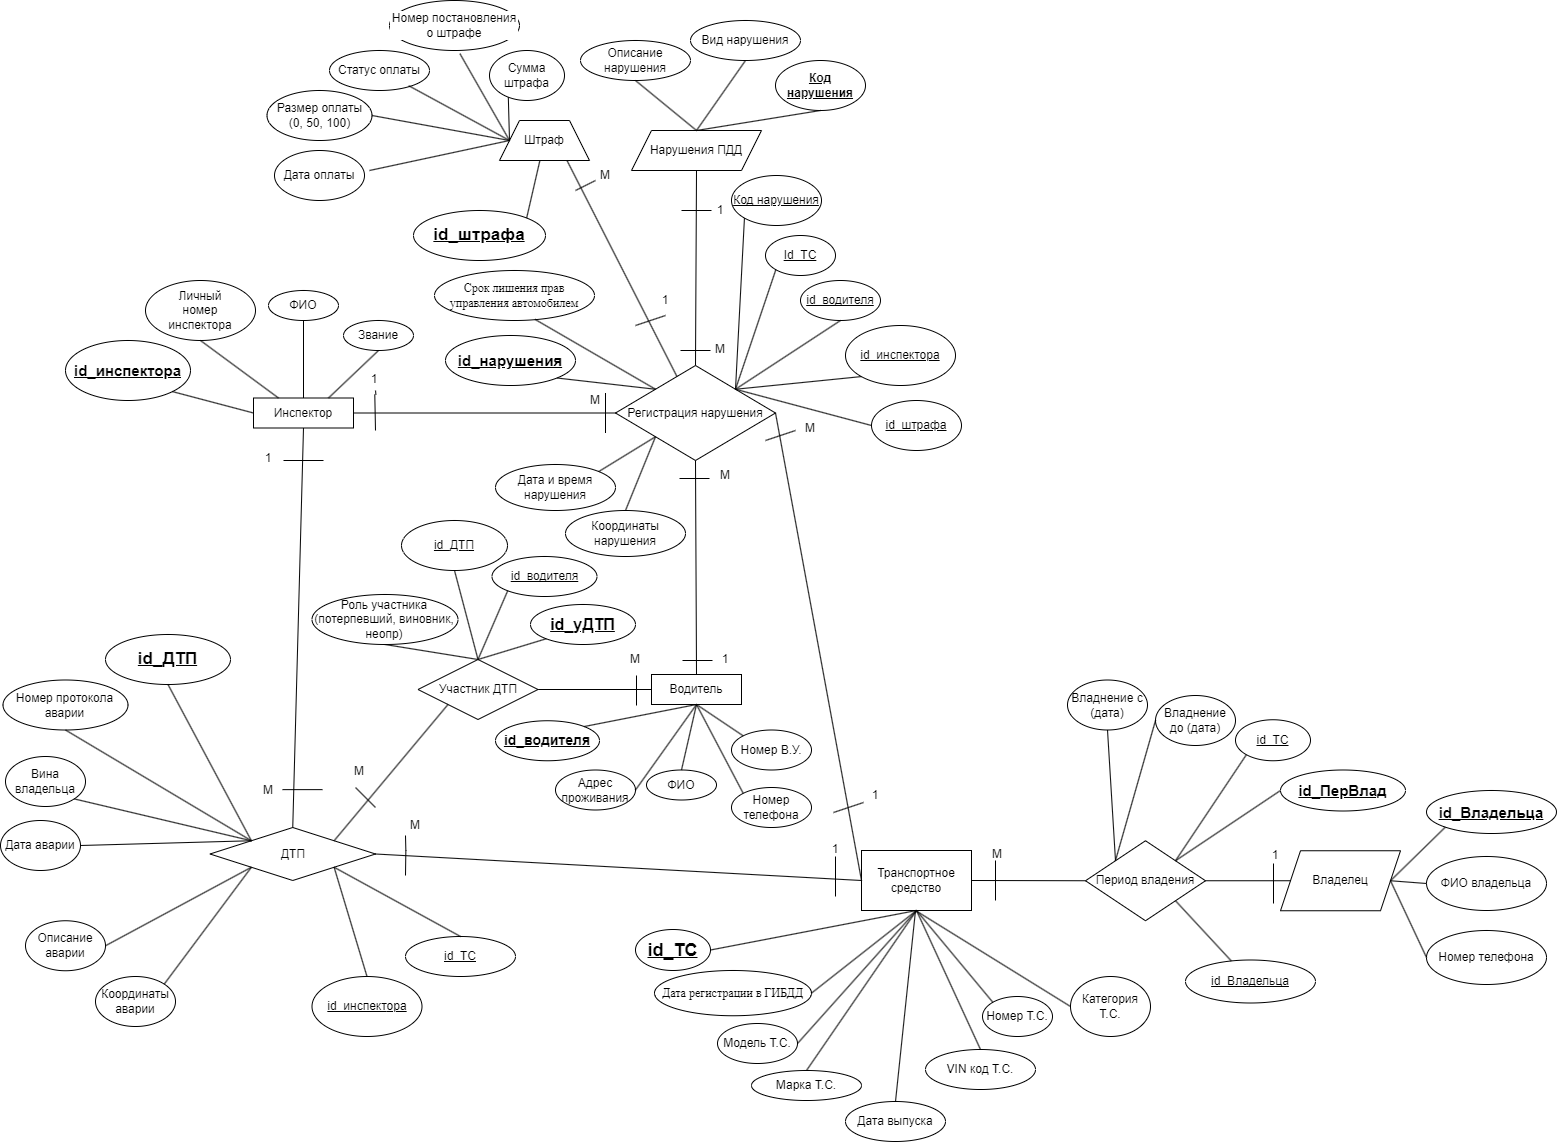 Номер постановления
о штрафе
Статус оплаты
Сумма
штрафа
Размер оплаты
(0, 50, 100)
Дата оплаты
Штраф
id_штрафа
М
Описание
нарушения
Вид нарушения
Код
нарушения
Нарушения ПДД
1
Код нарушения
Id_ТС
id_водителя
id_инспектора
id_штрафа
Срок лишения прав
управления автомобилем
1
М
id_нарушения
Личный
номер
инспектора
ФИО
Звание
id_инспектора
Инспектор
1
М
Регистрация нарушения
М
1
Дата и время
нарушения
М
Координаты
нарушения
id_ДТП
id_водителя
Роль участника
(потерпевший, виновник,
неопр)
id_уДТП
Участник ДТП
М
1
Водитель
id_водителя
Адрес
проживания
ФИО
Номер В.У.
Номер
телефона
id_ДТП
Номер протокола
аварии
Вина
владельца
Дата аварии
М
М
ДТП
М
Описание
аварии
Координаты
аварии
id_инспектора
id_ТС
1
1
Транспортное
средство
М
Владнение с
(дата)
Владнение
до (дата)
id_ТС
id_ПерВлад
Период владения
1
Владелец
id_Владельца
ФИО владельца
Номер телефона
id_Владельца
id_ТС
Дата регистрации в ГИБДД
Модель Т.С.
Марка Т.С.
Дата выпуска
VIN код Т.С.
Номер Т.С.
Категория
Т.С.